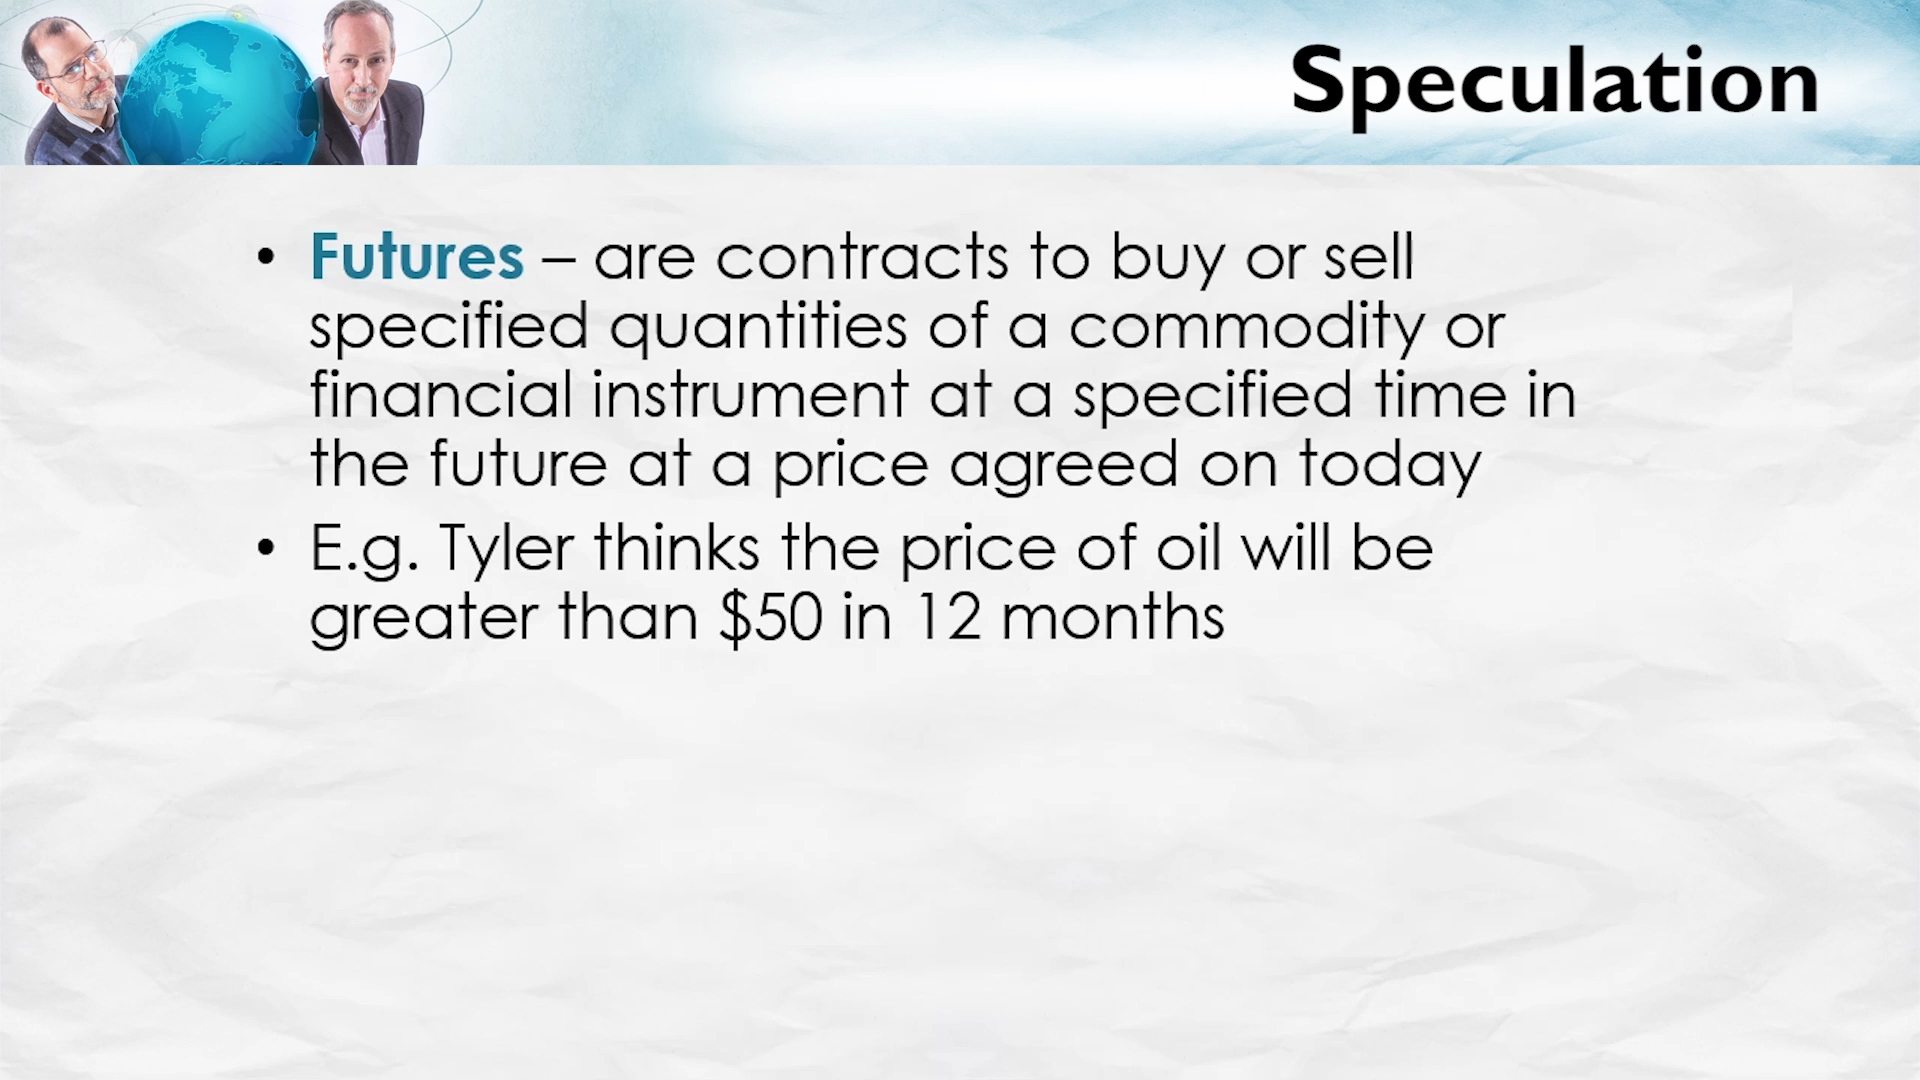 Speculation
• Futures – are contracts to buy or sell
specified quantities of a commodity or
financial instrument at a specified time in
the future at a price agreed on today
• E.g. Tyler thinks the price of oil will be
greater than $50 in 12 months